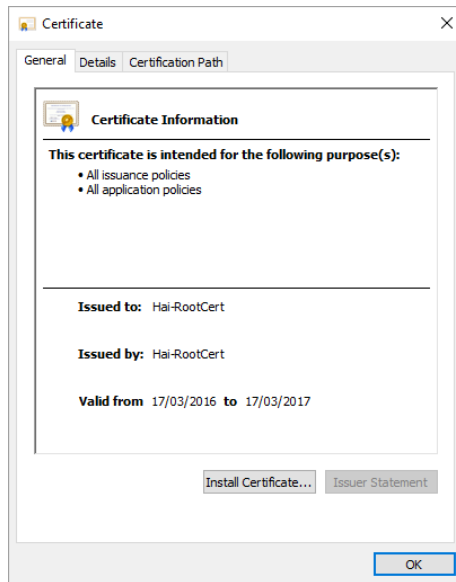 Certificate
General Details Certification Path
Certificate Information
This certificate is intended for the following purpose(s):
• All issuance policies
• All application policies
Issued to: Hai-RootCert
Issued by: Hai-RootCert
Valid from 17/03/2016 to 17/03/2017
Install Certificate... Issuer Statement
OK